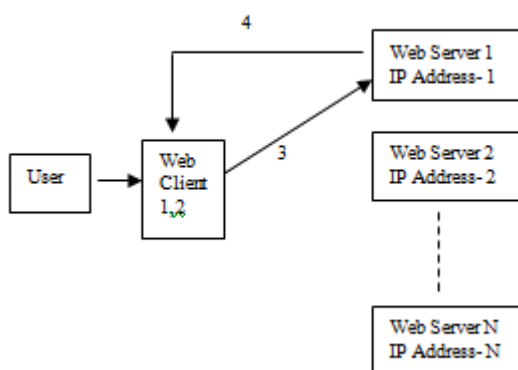 4
Web Server 1
IP Address- 1
3
User
Web
Client
1,2
Web Server 2
IP Address- 2
Web Server N
IP Address- N